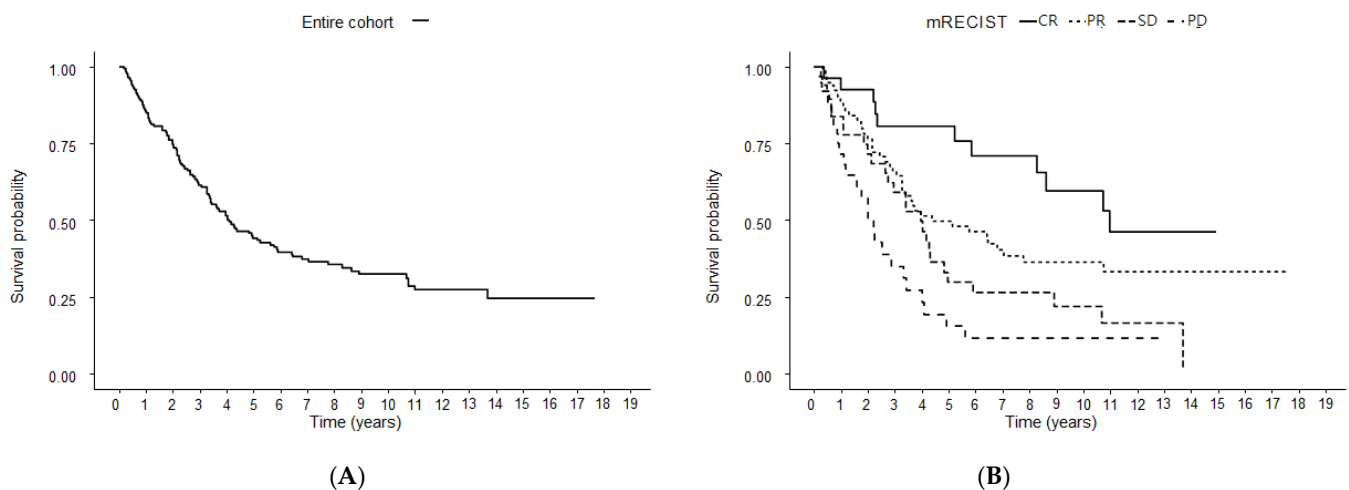 Entire cohort
1.00
0.75
0.50
0.25
0.00
Survival probability
0 1 2 3 4 5 6 7 8 9 10 11 12 13 14 15 16 17 18 19
Time (years)
(A)
mRECIST CR PR SD PD
1.00
0.75
0.50
0.25
0.00
Survival probability
0 1 2 3 4 5 6 7 8 9 10 11 12 13 14 15 16 17 18 19
Time (years)
(B)